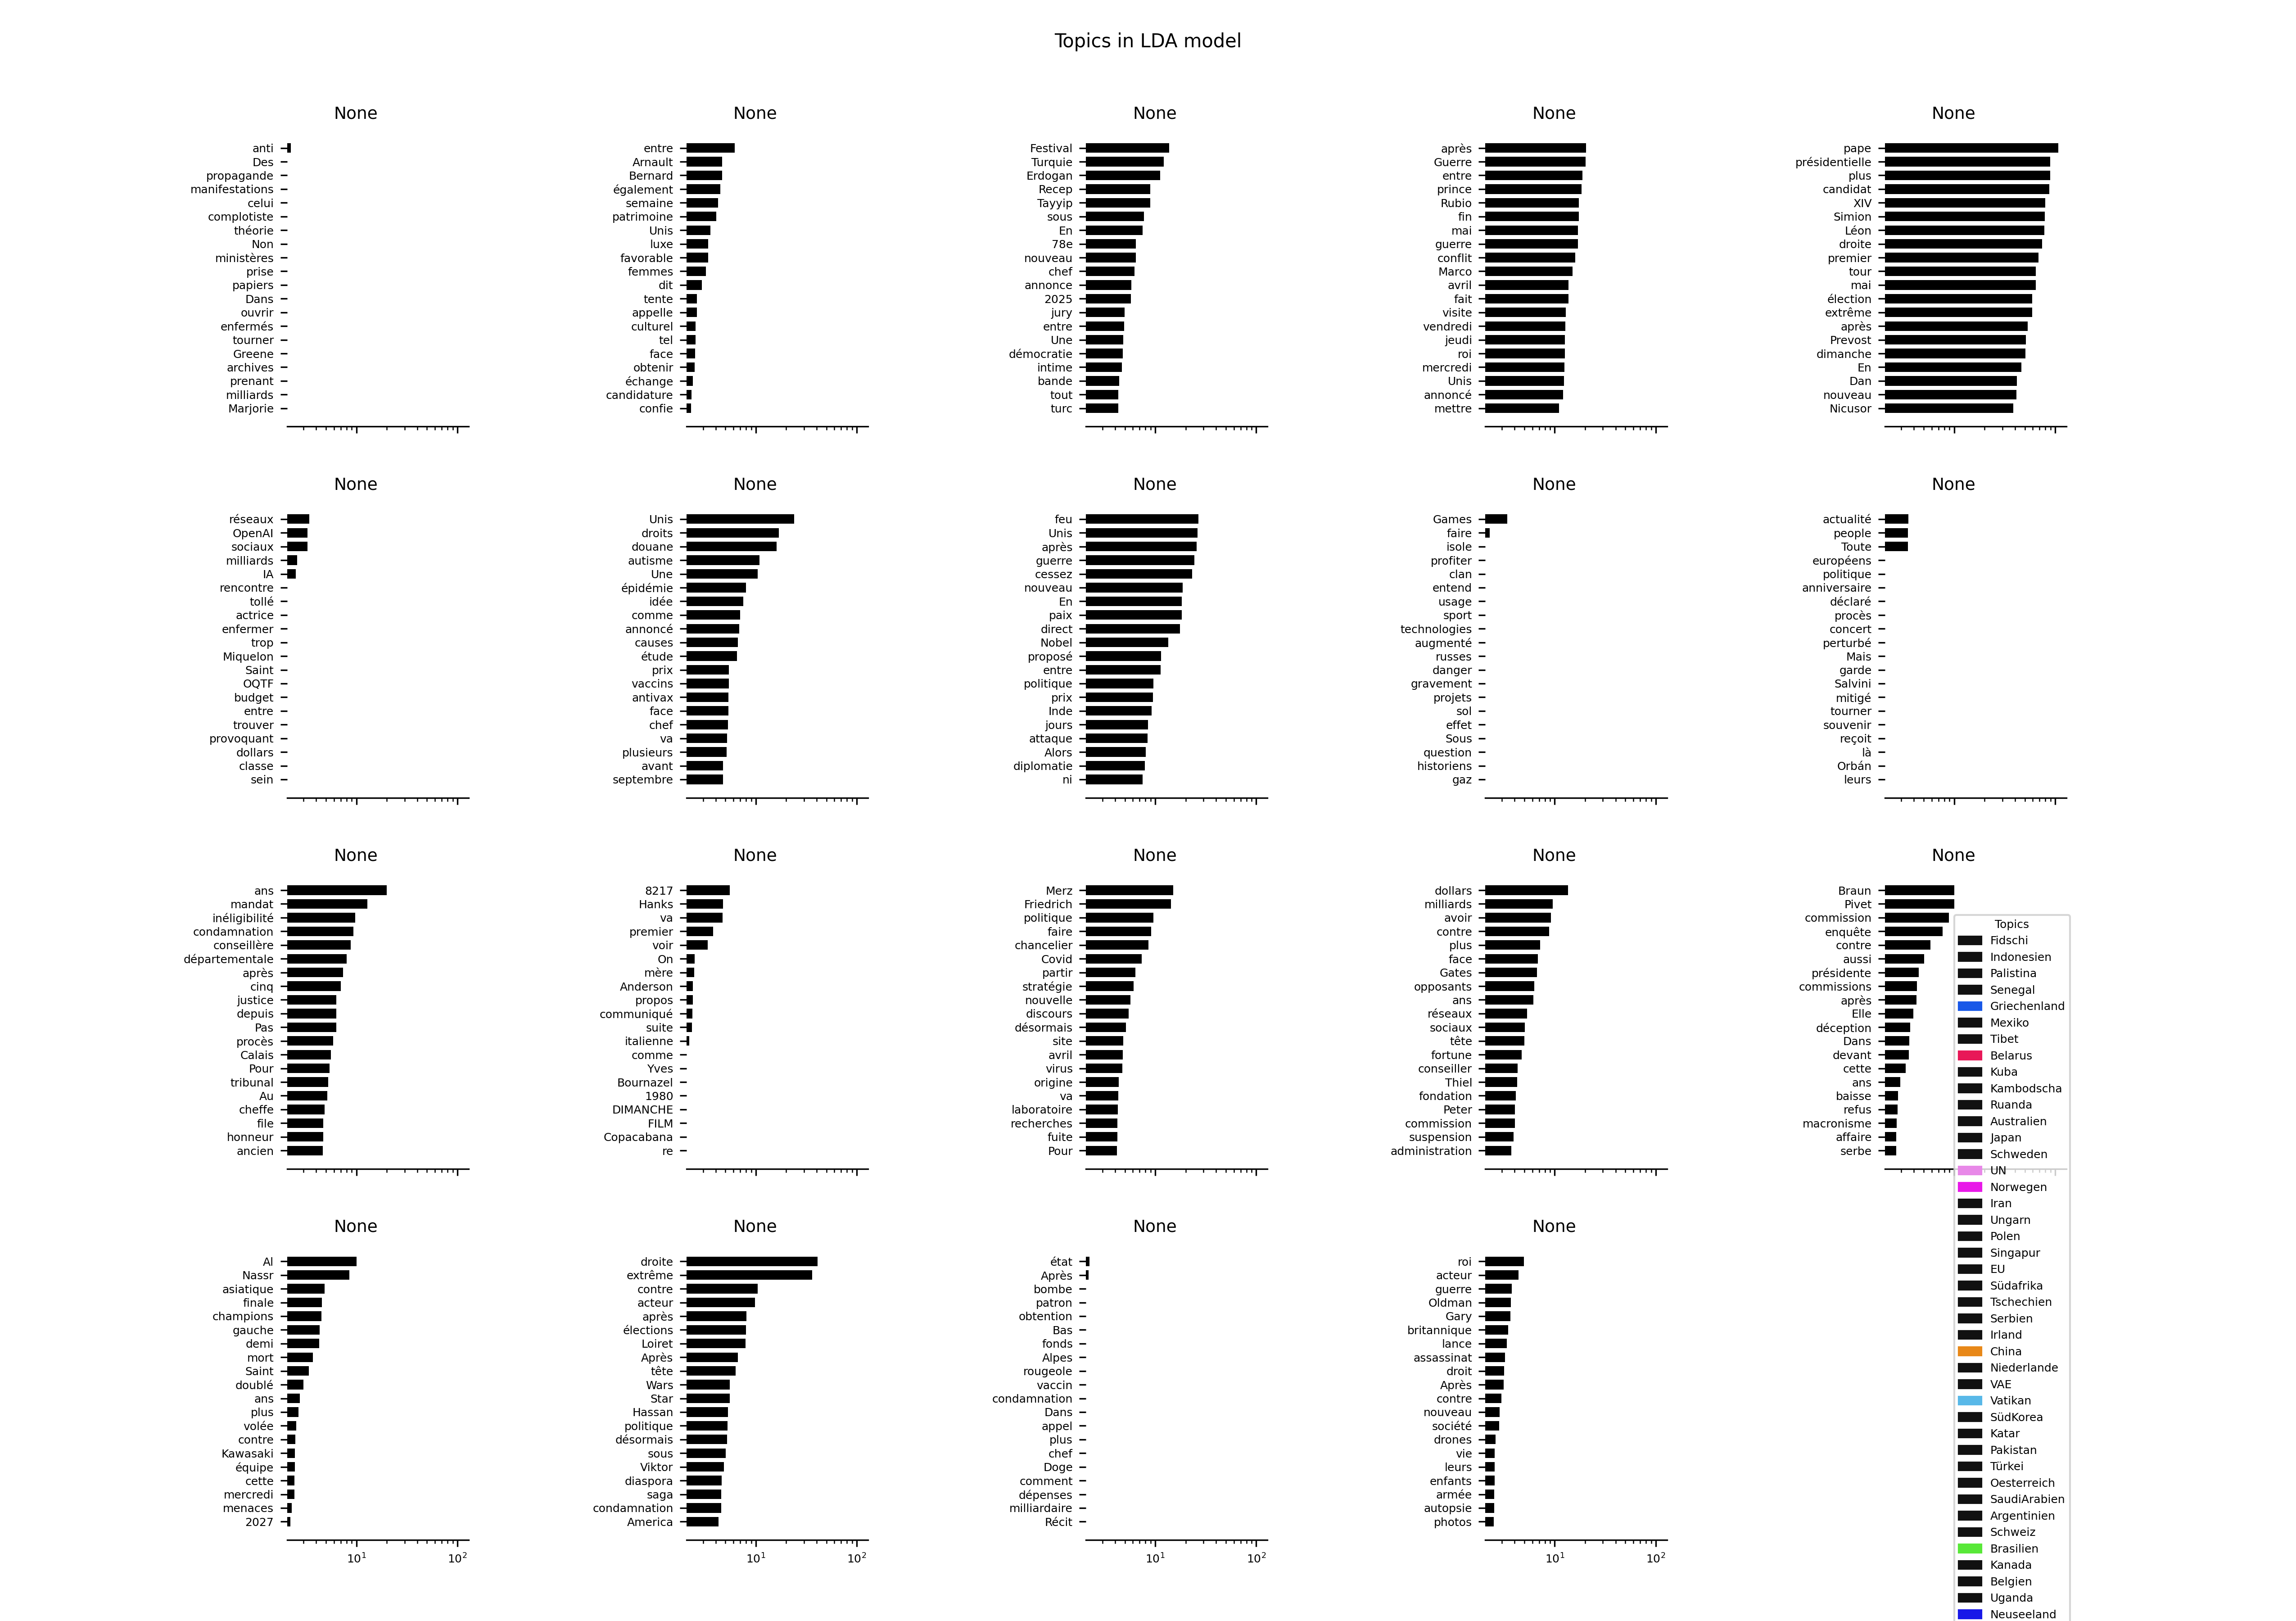 Topics in LDA model
None
anti
Des
propagande
manifestations
celui
complotiste
théorie
Non
ministères
prise
papiers
Dans
ouvrir
enfermés
tourner
Greene
archives
prenant
milliards
Marjorie
None
entre
Arnault
Bernard
également
semaine
patrimoine
Unis
luxe
favorable
femmes
dit
tente
appelle
culturel
tel
face
obtenir
échange
candidature
confie
None
Festival
Turquie
Erdogan
Recep
Tayyip
sous
En
78e
nouveau
chef
annonce
2025
jury
entre
Une
démocratie
intime
bande
tout
turc
None
après
Guerre
entre
prince
Rubio
fin
mai
guerre
conflit
Marco
avril
fait
visite
vendredi
jeudi
roi
mercredi
Unis
annoncé
mettre
None
pape
présidentielle
plus
candidat
XIV
Simion
Léon
droite
premier
tour
mai
élection
extrême
après
Prevost
dimanche
En
Dan
nouveau
Nicusor
None
réseaux
OpenAI
sociaux
milliards
IA
rencontre
tollé
actrice
enfermer
trop
Miquelon
Saint
OQTF
budget
entre
trouver
provoquant
dollars
classe
sein
None
Unis
droits
douane
autisme
Une
épidémie
idée
comme
annoncé
causes
étude
prix
vaccins
antivax
face
chef
va
plusieurs
avant
septembre
None
feu
Unis
après
guerre
cessez
nouveau
En
paix
direct
Nobel
proposé
entre
politique
prix
Inde
jours
attaque
Alors
diplomatie
ni
None
Games
faire
isole
profiter
clan
entend
usage
sport
technologies
augmenté
russes
danger
gravement
projets
sol
effet
Sous
question
historiens
gaz
None
actualité
people
Toute
européens
politique
anniversaire
déclaré
procès
concert
perturbé
Mais
garde
Salvini
mitigé
tourner
souvenir
reçoit
là
Orbán
leurs
None
ans
mandat
inéligibilité
condamnation
conseillère
départementale
après
cinq
justice
depuis
Pas
procès
Calais
Pour
tribunal
Au
cheffe
file
honneur
ancien
None
8217
Hanks
va
premier
voir
On
mère
Anderson
propos
communiqué
suite
italienne
comme
Yves
Bournazel
1980
DIMANCHE
FILM
Copacabana
re
None
Merz
Friedrich
politique
faire
chancelier
Covid
partir
stratégie
nouvelle
discours
désormais
site
avril
virus
origine
va
laboratoire
recherches
fuite
Pour
None
dollars
milliards
avoir
contre
plus
face
Gates
opposants
ans
réseaux
sociaux
tête
fortune
conseiller
Thiel
fondation
Peter
commission
suspension
administration
None
Braun
Pivet
commission
enquête
contre
aussi
présidente
commissions
après
Elle
déception
Dans
devant
cette
ans
baisse
refus
macronisme
affaire
serbe
None
Al
Nassr
asiatique
finale
champions
gauche
demi
mort
Saint
doublé
ans
plus
volée
contre
Kawasaki
équipe
cette
mercredi
menaces
2027
10¹ 10²
None
droite
extrême
contre
acteur
après
élections
Loiret
Après
tête
Wars
Star
Hassan
politique
désormais
sous
Viktor
diaspora
saga
condamnation
America
10¹ 10²
None
état
Après
bombe
patron
obtention
Bas
fonds
Alpes
rougeole
vaccin
condamnation
Dans
appel
plus
chef
Doge
comment
dépenses
milliardaire
Récit
10¹ 10²
None
roi
acteur
guerre
Oldman
Gary
britannique
lance
assassinat
droit
Après
contre
nouveau
société
drones
vie
leurs
enfants
armée
autopsie
photos
10¹ 10²
Topics
Fidschi
Indonesien
Palistina
Senegal
Griechenland
Mexiko
Tibet
Belarus
Kuba
Kambodscha
Ruanda
Australien
Japan
Schweden
UN
Norwegen
Iran
Ungarn
Polen
Singapur
EU
Südafrika
Tschechien
Serbien
Irland
China
Niederlande
VAE
Vatikan
SüdKorea
Katar
Pakistan
Türkei
Oesterreich
SaudiArabien
Argentinien
Schweiz
Brasilien
Kanada
Belgien
Uganda
Neuseeland